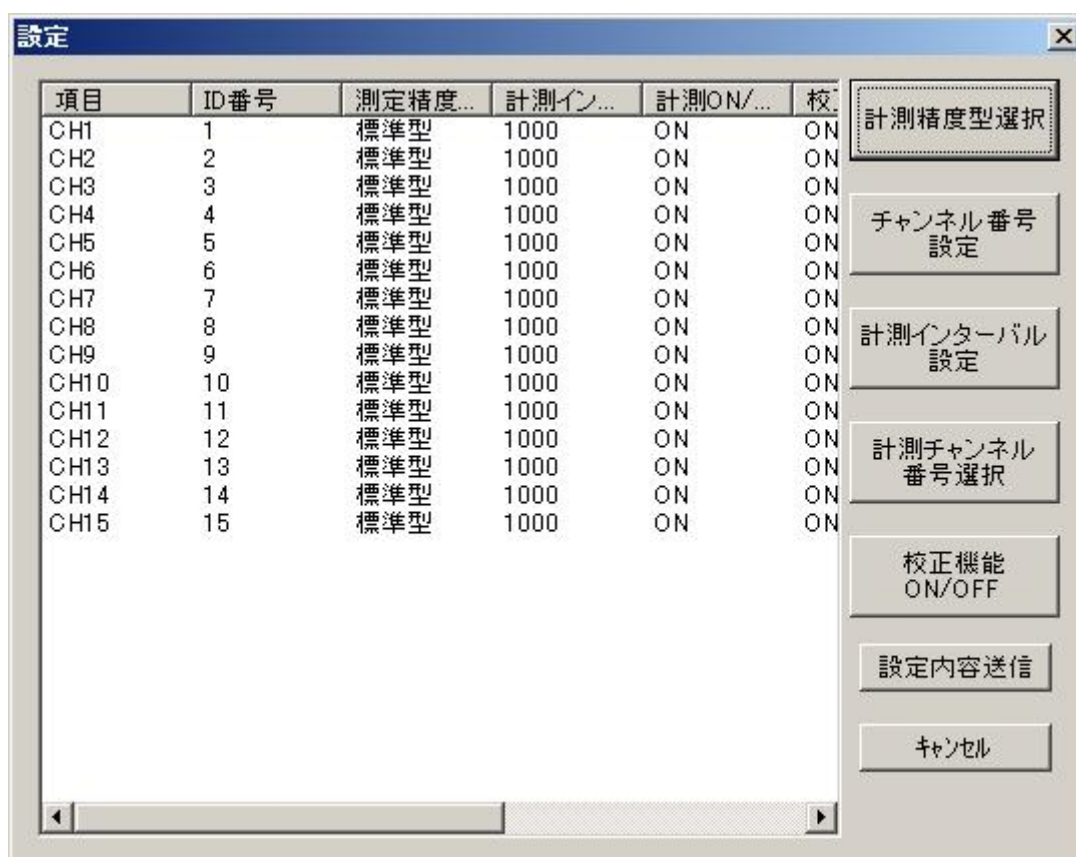 設定
項目 ID番号 測定精度... 計測イン... 計測ON/... 校
CH1 1 標準型 1000 ON ON
CH2 2 標準型 1000 ON ON
CH3 3 標準型 1000 ON ON
CH4 4 標準型 1000 ON ON
CH5 5 標準型 1000 ON ON
CH6 6 標準型 1000 ON ON
CH7 7 標準型 1000 ON ON
CH8 8 標準型 1000 ON ON
CH9 9 標準型 1000 ON ON
CH10 10 標準型 1000 ON ON
CH11 11 標準型 1000 ON ON
CH12 12 標準型 1000 ON ON
CH13 13 標準型 1000 ON ON
CH14 14 標準型 1000 ON ON
CH15 15 標準型 1000 ON ON
計測精度型選択
チャンネル番号
設定
計測インターバル
設定
計測チャンネル
番号選択
校正機能
ON/OFF
設定内容送信
キャンセル